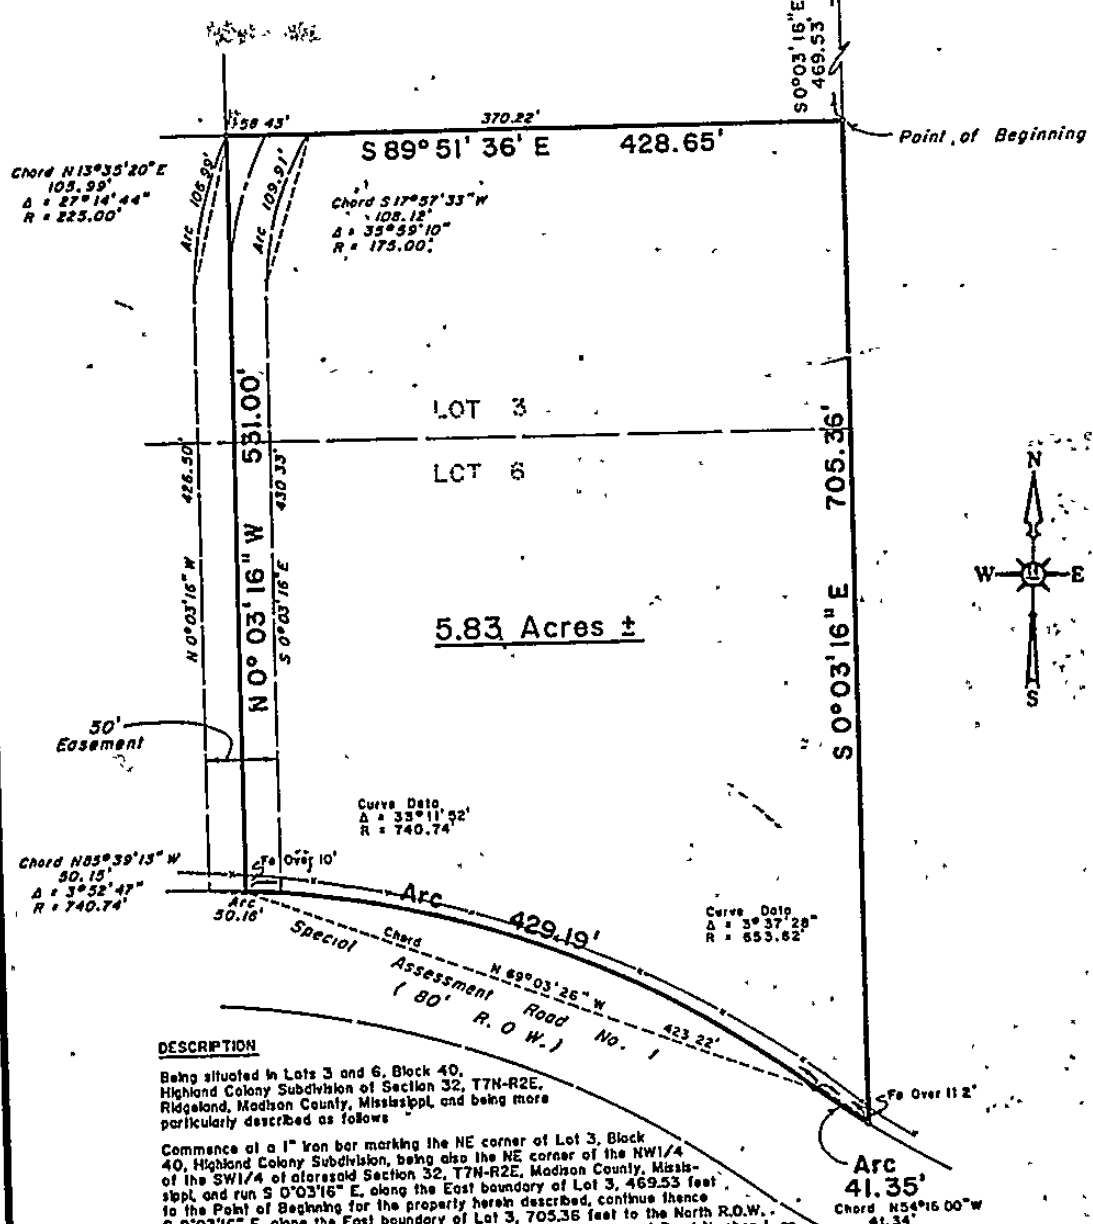 S 0°03'16"E
469.53'
58.43'
370.22'
S 89° 51' 36' E 428.65'
Point of Beginning
Chord N13°35'20"E
105.99'
Δ = 27°14'44"
R = 225.00'
Arc 106.99'
Arc 109.91'
Chord S17°57'33"W
108.12'
Δ = 35°59'10"
R = 175.00'
LOT 3
LOT 6
N 0° 03' 16" W 531.00'
N 0°03'16" W 426.50'
S 0°03'16"E 430.33'
S 0°03'16"E 705.36'
N
W E
S
5.83 Acres ±
50'
Easement
Curve Data
Δ = 33°11'52"
R = 740.74'
Chord N85°39'13" W
50.15'
Δ = 3°52'47"
R = 740.74'
Fe Over 10'
Arc
50.16'
Arc 429.19'
Curve Data
Δ = 3°37'28"
R = 653.62'
Chord N 69°03'26" W 423.22'
Special Assessment Road No. 1
( 80' R.O.W.)
Fe Over 11.2'
Arc
41.35'
Chord N54°16'00"W
41.34'
DESCRIPTION
Being situated in Lots 3 and 6, Block 40,
Highland Colony Subdivision of Section 32, T7N-R2E,
Ridgeland, Madison County, Mississippi, and being more
particularly described as follows
Commence at a 1" iron bar marking the NE corner of Lot 3, Block
40, Highland Colony Subdivision, being also the NE corner of the NW1/4
of the SW1/4 of aforesaid Section 32, T7N-R2E, Madison County, Missis-
sippi, and run S 0°03'16" E, along the East boundary of Lot 3, 469.53 feet
to the Point of Beginning for the property herein described, continue thence
S 0°03'16" E, along the East boundary of Lot 3, 705.36 feet to the North R.O.W.